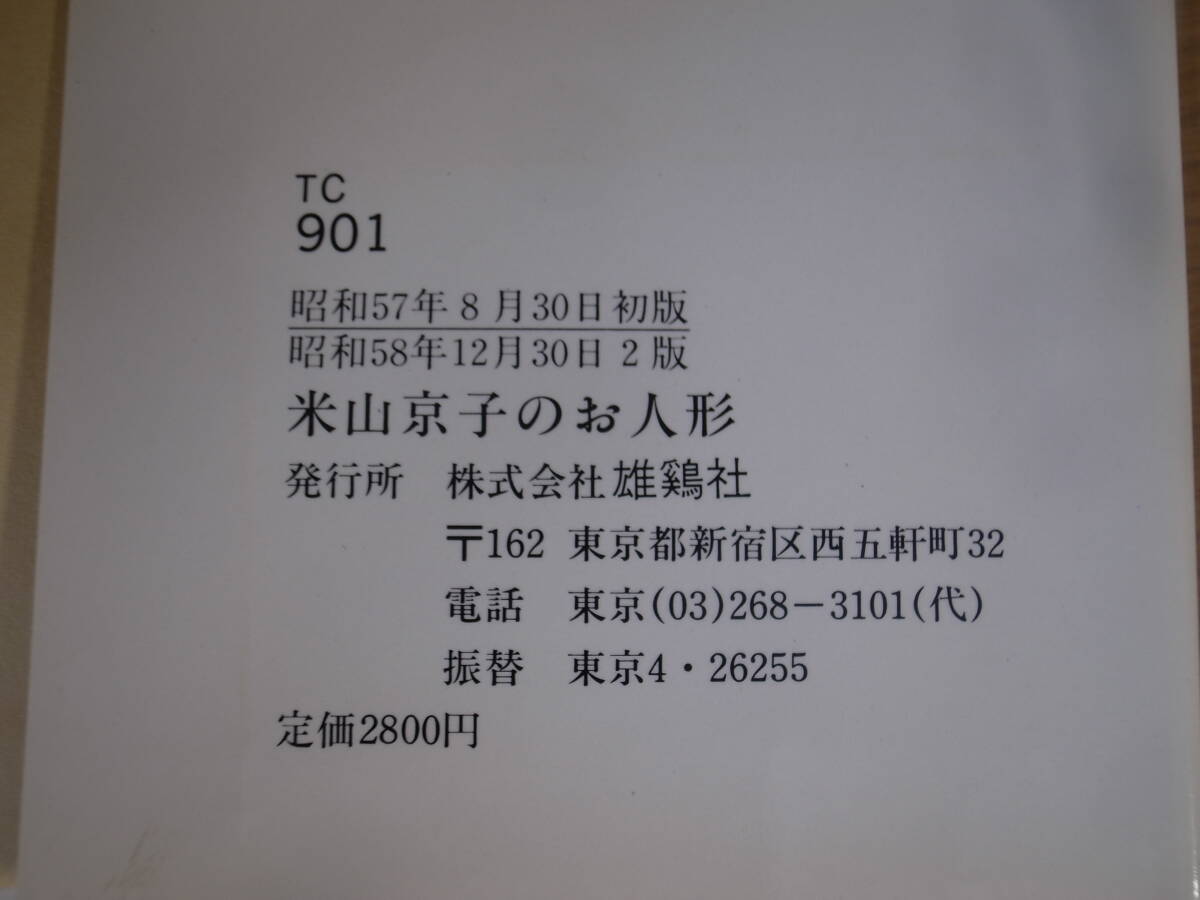 TC
901
昭和57年8月30日初版
昭和58年12月30日2版
米山京子のお人形
発行所 株式会社雄鷄社
〒162 東京都新宿区西五軒町32
電話 東京(03)268-3101(代)
振替 東京4・26255
定価2800円